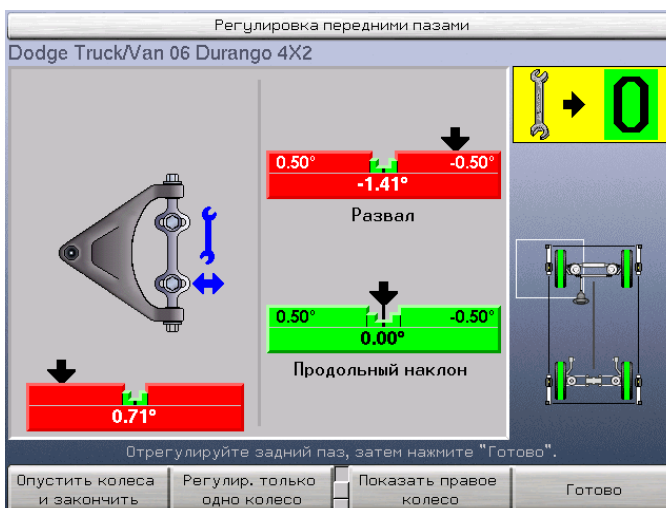 Регулировка передними пазами
Dodge Truck/Van 06 Durango 4X2
0
0.50° -0.50°
-1.41°
Развал
0.50° -0.50°
0.00°
Продольный наклон
0.71°
Отрегулируйте задний паз, затем нажмите "Готово".
Опустить колеса
и закончить
Регулир. только
одно колесо
Показать правое
колесо
Готово